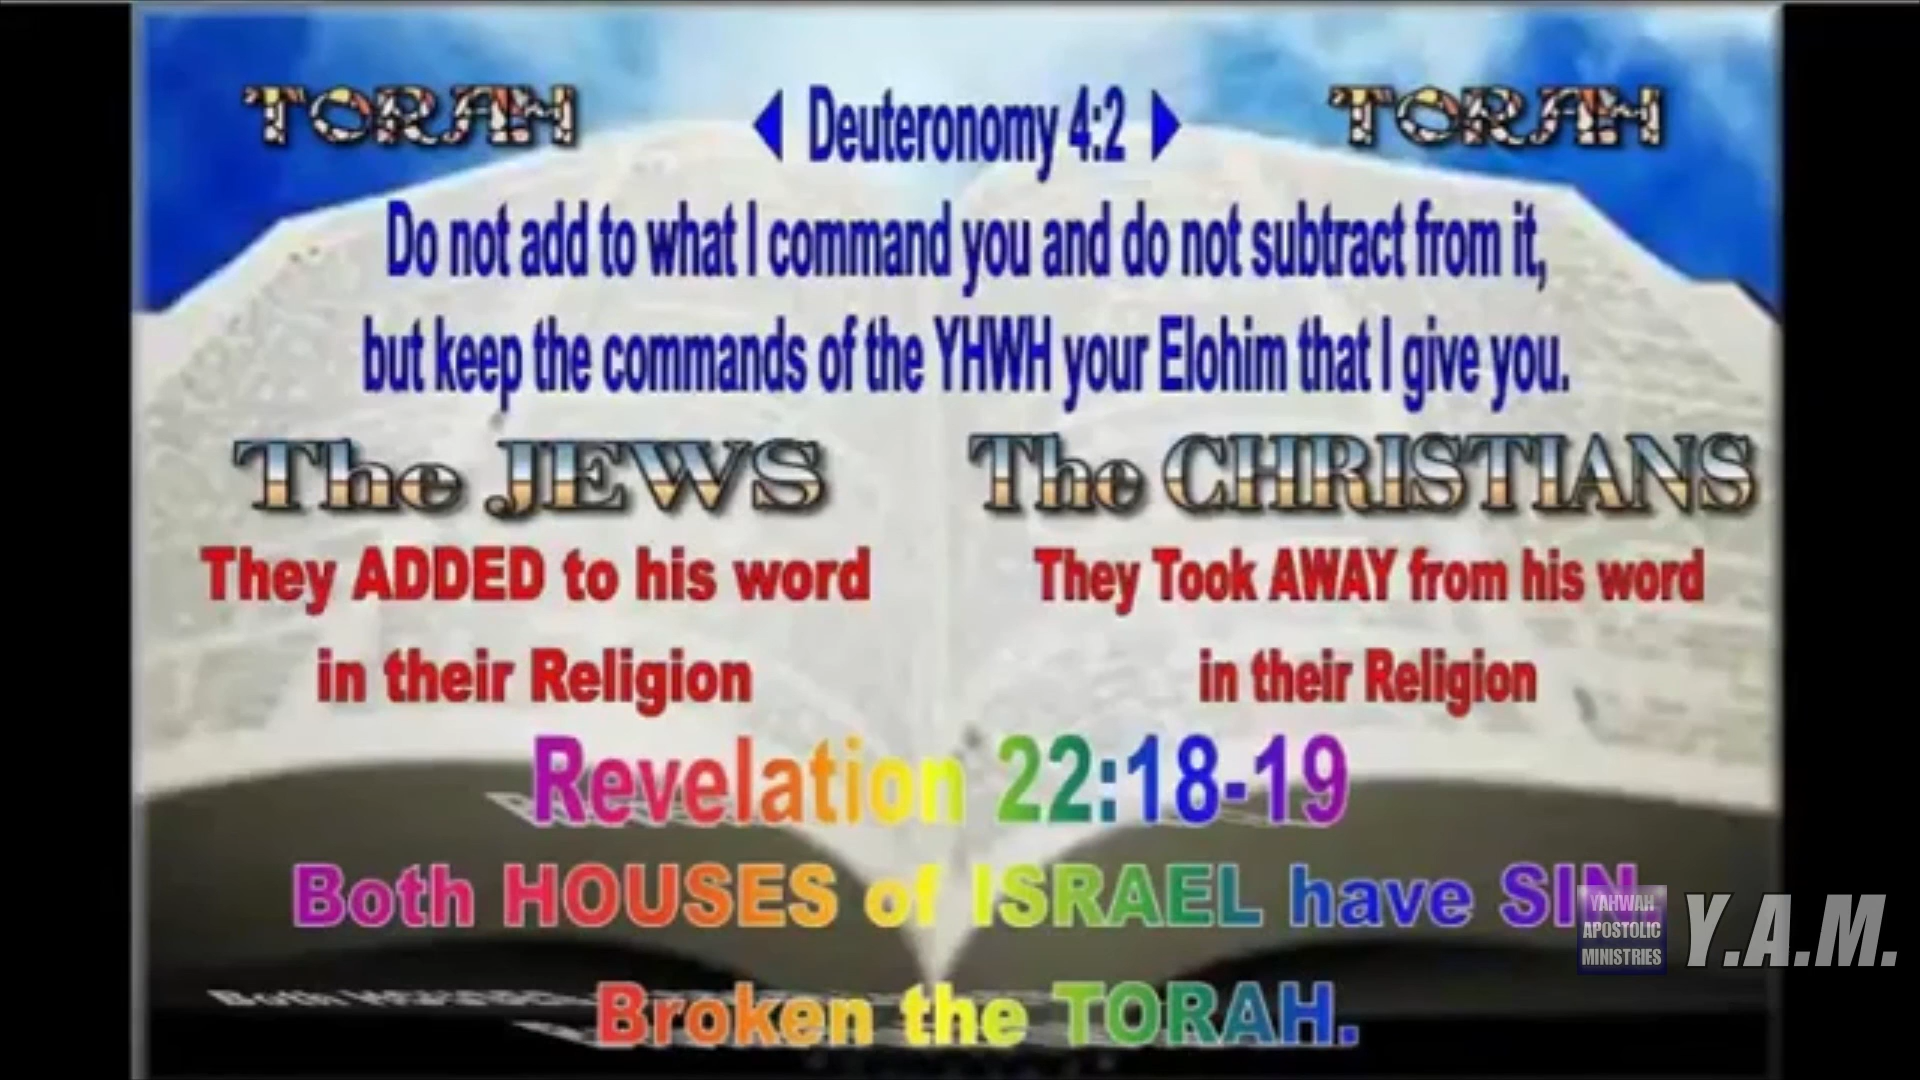 TORAH
◄ Deuteronomy 4:2 ►
TORAH
Do not add to what I command you and do not subtract from it,
but keep the commands of the YHWH your Elohim that I give you.
The JEWS
They ADDED to his word
in their Religion
The CHRISTIANS
They Took AWAY from his word
in their Religion
Revelation 22:18-19
Both HOUSES of ISRAEL have SIN
Broken the TORAH.
YAHWAH
APOSTOLIC
MINISTRIES
Y.A.M.